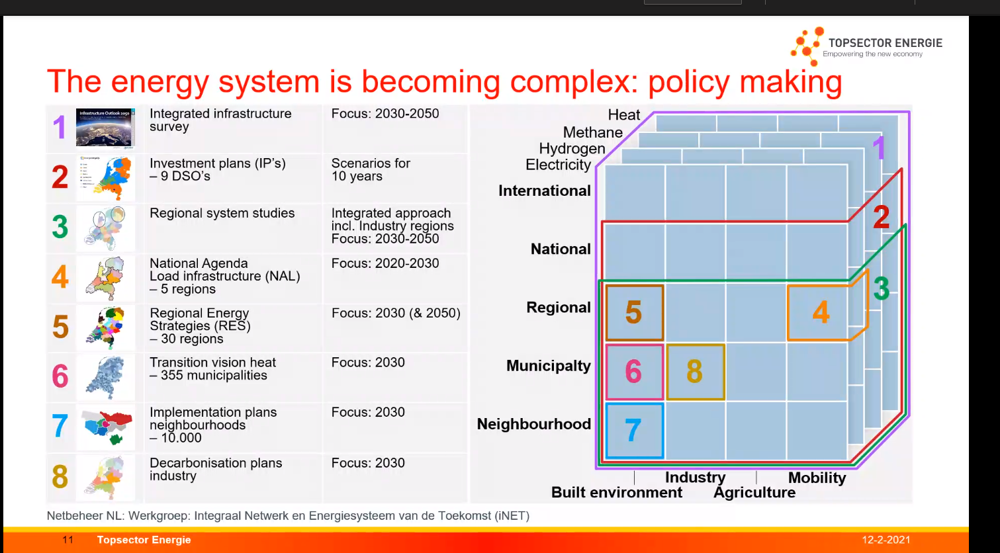 TOPSECTOR ENERGIE
Empowering the new economy
The energy system is becoming complex: policy making
1
Infrastructure Outlook 2050
Integrated infrastructure
survey
Focus: 2030-2050
2
Investment plans (IP's)
– 9 DSO's
Scenarios for
10 years
3
Regional system studies
Integrated approach
incl. Industry regions
Focus: 2030-2050
4
National Agenda
Load infrastructure (NAL)
– 5 regions
Focus: 2020-2030
5
Regional Energy
Strategies (RES)
– 30 regions
Focus: 2030 (& 2050)
6
Transition vision heat
– 355 municipalities
Focus: 2030
7
Implementation plans
neighbourhoods
– 10.000
Focus: 2030
8
Decarbonisation plans
industry
Focus: 2030
Heat
Methane
Hydrogen
Electricity
International
National
Regional
Municipalty
Neighbourhood
1
2
3
5
4
6
8
7
Industry
Mobility
Built environment
Agriculture
Netbeheer NL: Werkgroep: Integraal Netwerk en Energiesysteem van de Toekomst (iNET)
11
Topsector Energie
12-2-2021